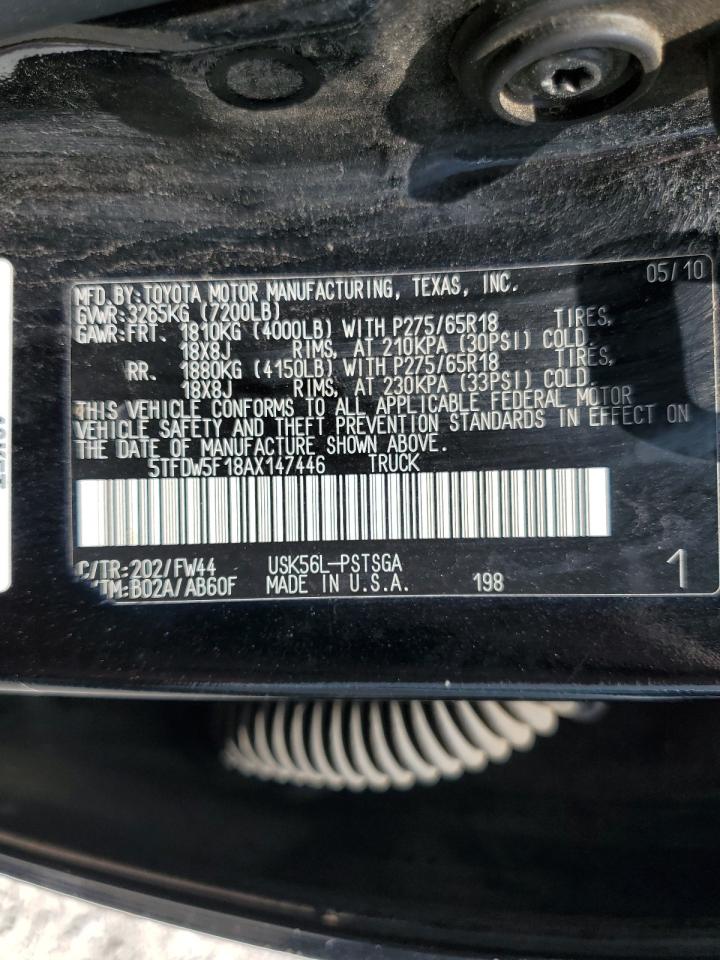 05/10
MFD.BY:TOYOTA MOTOR MANUFACTURING, TEXAS, INC.
GVWR:3265KG (7200LB)
GAWR:FRT. 1810KG (4000LB) WITH P275/65R18 TIRES,
18X8J RIMS, AT 210KPA (30PSI) COLD.
RR. 1880KG (4150LB) WITH P275/65R18 TIRES,
18X8J RIMS, AT 230KPA (33PSI) COLD.
THIS VEHICLE CONFORMS TO ALL APPLICABLE FEDERAL MOTOR
VEHICLE SAFETY AND THEFT PREVENTION STANDARDS IN EFFECT ON
THE DATE OF MANUFACTURE SHOWN ABOVE.
5TFDW5F18AX147446 TRUCK
C/TR:202/FW44 USK56L-PSTSGA
/TM:B02A/AB60F MADE IN U.S.A. 198 1